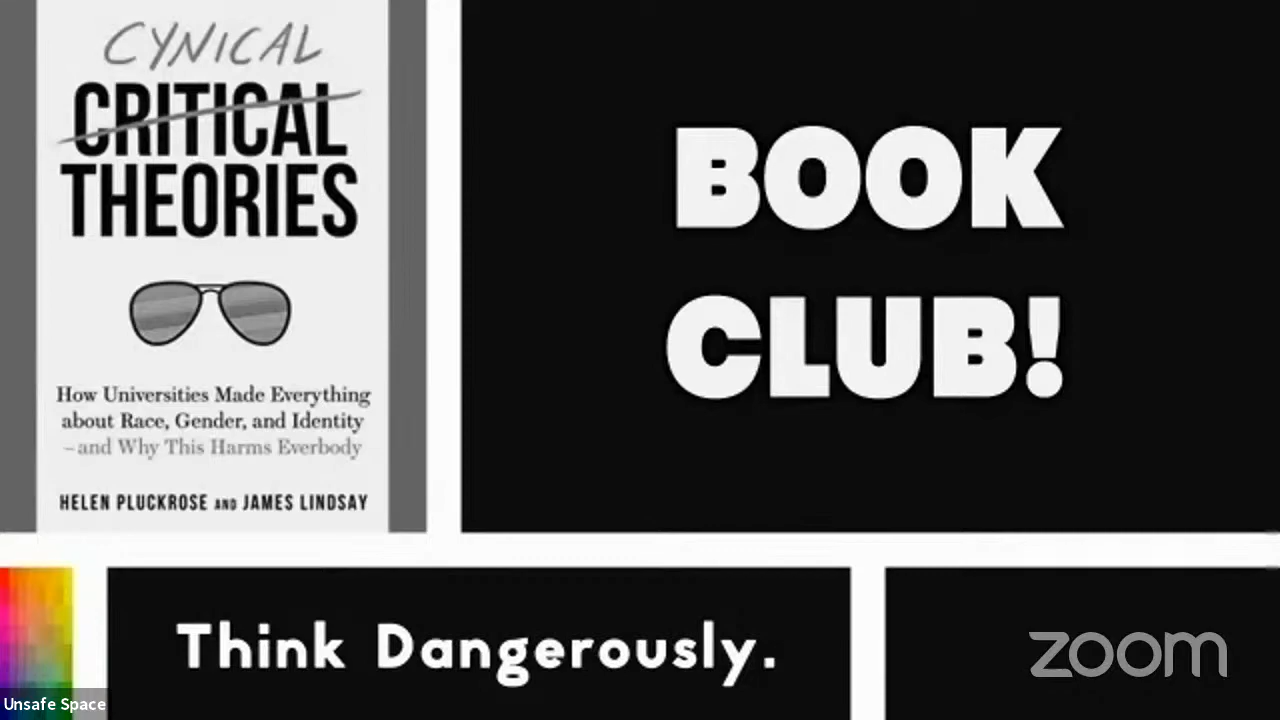 CYNICAL
CRITICAL
THEORIES
How Universities Made Everything
about Race, Gender, and Identity
– and Why This Harms Everbody
HELEN PLUCKROSE AND JAMES LINDSAY
BOOK
CLUB!
Think Dangerously.
zoom
Unsafe Space